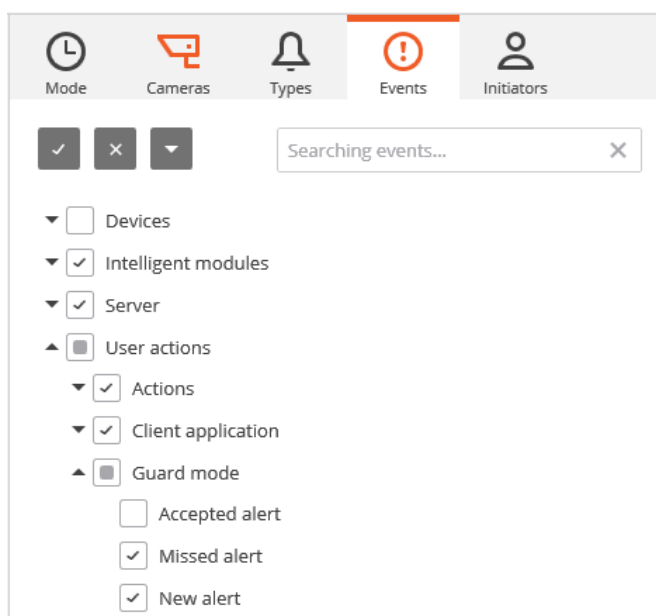 Mode Cameras Types Events Initiators
Searching events...
Devices
Intelligent modules
Server
User actions
Actions
Client application
Guard mode
Accepted alert
Missed alert
New alert